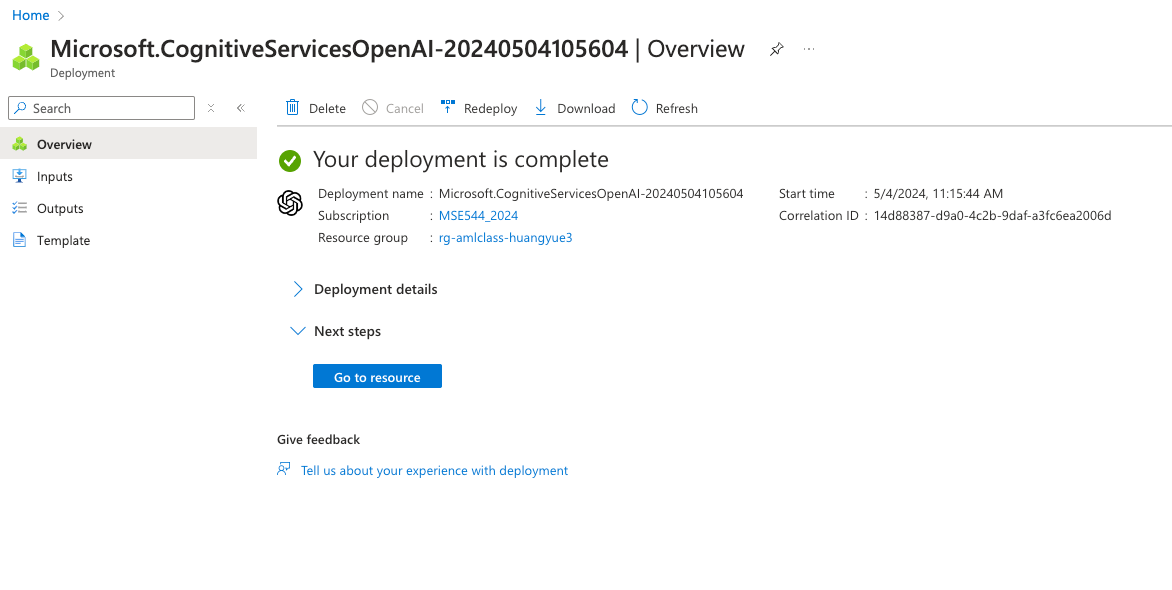 Home
Microsoft.CognitiveServicesOpenAI-20240504105604 | Overview
Deployment
Search
Delete Cancel Redeploy Download Refresh
Overview
Inputs
Outputs
Template
Your deployment is complete
Deployment name : Microsoft.CognitiveServicesOpenAI-20240504105604 Start time : 5/4/2024, 11:15:44 AM
Subscription : MSE544_2024 Correlation ID : 14d88387-d9a0-4c2b-9daf-a3fc6ea2006d
Resource group : rg-amlclass-huangyue3
Deployment details
Next steps
Go to resource
Give feedback
Tell us about your experience with deployment